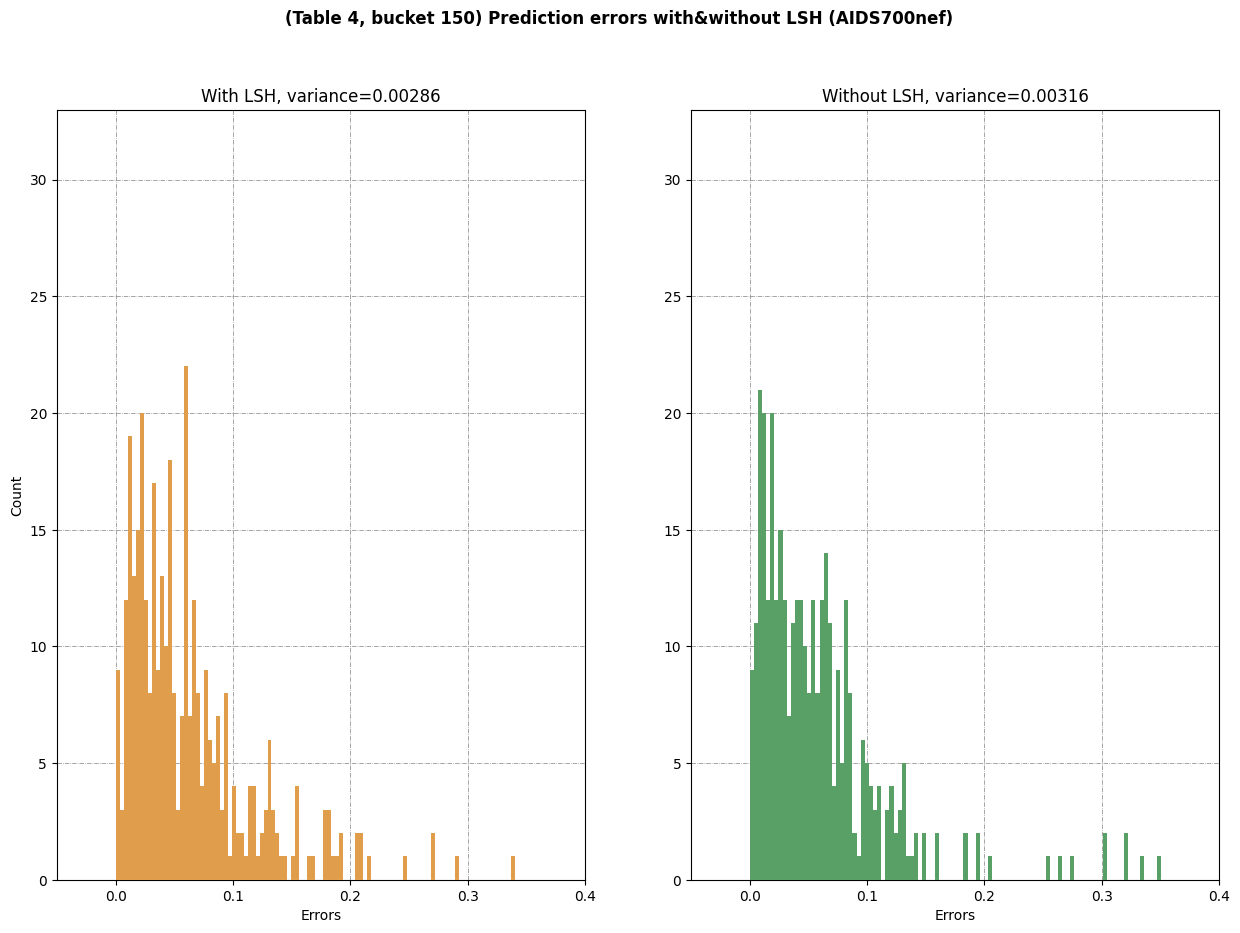 (Table 4, bucket 150) Prediction errors with&without LSH (AIDS700nef)
With LSH, variance=0.00286
Count
30
25
20
15
10
5
0
0.0 0.1 0.2 0.3 0.4
Errors
Without LSH, variance=0.00316
30
25
20
15
10
5
0
0.0 0.1 0.2 0.3 0.4
Errors